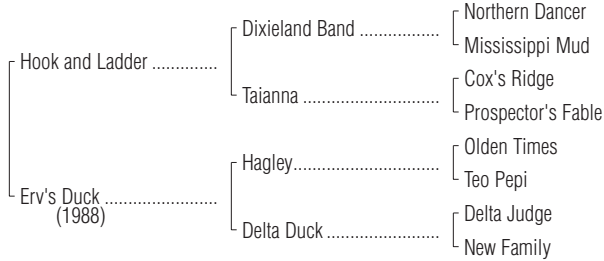 Northern Dancer
Dixieland Band ..................
Mississippi Mud
Hook and Ladder ..............
Cox's Ridge
Taianna ..............................
Prospector's Fable
Olden Times
Hagley................................
Teo Pepi
Erv's Duck ........................
(1988)
Delta Judge
Delta Duck .........................
New Family